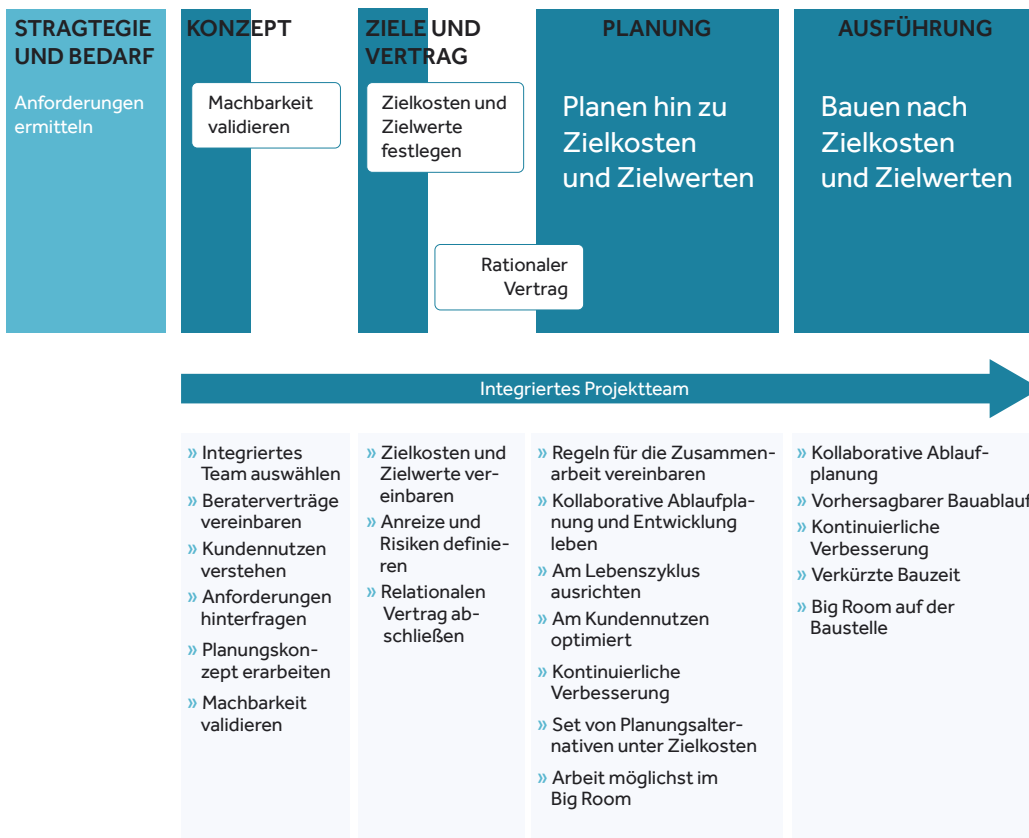 STRAGTEGIE
UND BEDARF
Anforderungen
ermitteln
KONZEPT
Machbarkeit
validieren
ZIELE UND
VERTRAG
Zielkosten und
Zielwerte
festlegen
Rationaler
Vertrag
PLANUNG
Planen hin zu
Zielkosten
und Zielwerten
AUSFÜHRUNG
Bauen nach
Zielkosten
und Zielwerten
Integriertes Projektteam
» Integriertes
Team auswählen
» Beraterverträge
vereinbaren
» Kundennutzen
verstehen
» Anforderungen
hinterfragen
» Planungskon-
zept erarbeiten
» Machbarkeit
validieren
» Zielkosten und
Zielwerte ver-
einbaren
» Anreize und
Risiken definie-
ren
» Relationalen
Vertrag ab-
schließen
» Regeln für die Zusammen-
arbeit vereinbaren
» Kollaborative Ablaufpla-
nung und Entwicklung
leben
» Am Lebenszyklus
ausrichten
» Am Kundennutzen
optimiert
» Kontinuierliche
Verbesserung
» Set von Planungsalter-
nativen unter Zielkosten
» Arbeit möglichst im
Big Room
» Kollaborative Ablauf-
planung
» Vorhersagbarer Bauablauf
» Kontinuierliche
Verbesserung
» Verkürzte Bauzeit
» Big Room auf der
Baustelle